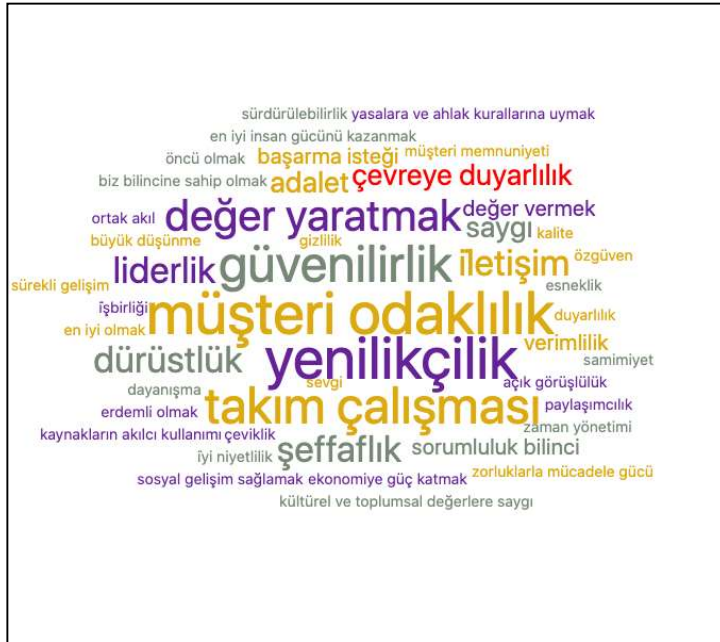 sürdürülebilirlik yasalara ve ahlak kurallarına uymak
en iyi insan gücünü kazanmak
öncü olmak başarma isteği müşteri memnuniyeti
biz bilincine sahip olmak adalet çevreye duyarlılık
ortak akıl değer yaratmak değer vermek
saygı kalite
büyük düşünme gizlilik
liderlik güvenilirlik iletişim özgüven
sürekli gelişim esneklik
işbirliği müşteri odaklılık duyarlılık
en iyi olmak verimlilik
dürüstlük yenilikçilik samimiyet
dayanışma sevgi açık görüşlülük
erdemli olmak takım çalışması paylaşımcılık
zaman yönetimi
kaynakların akılcı kullanımı çeviklik
iyi niyetlilik şeffaflık sorumluluk bilinci
sosyal gelişim sağlamak ekonomiye güç katmak zorluklarla mücadele gücü
kültürel ve toplumsal değerlere saygı